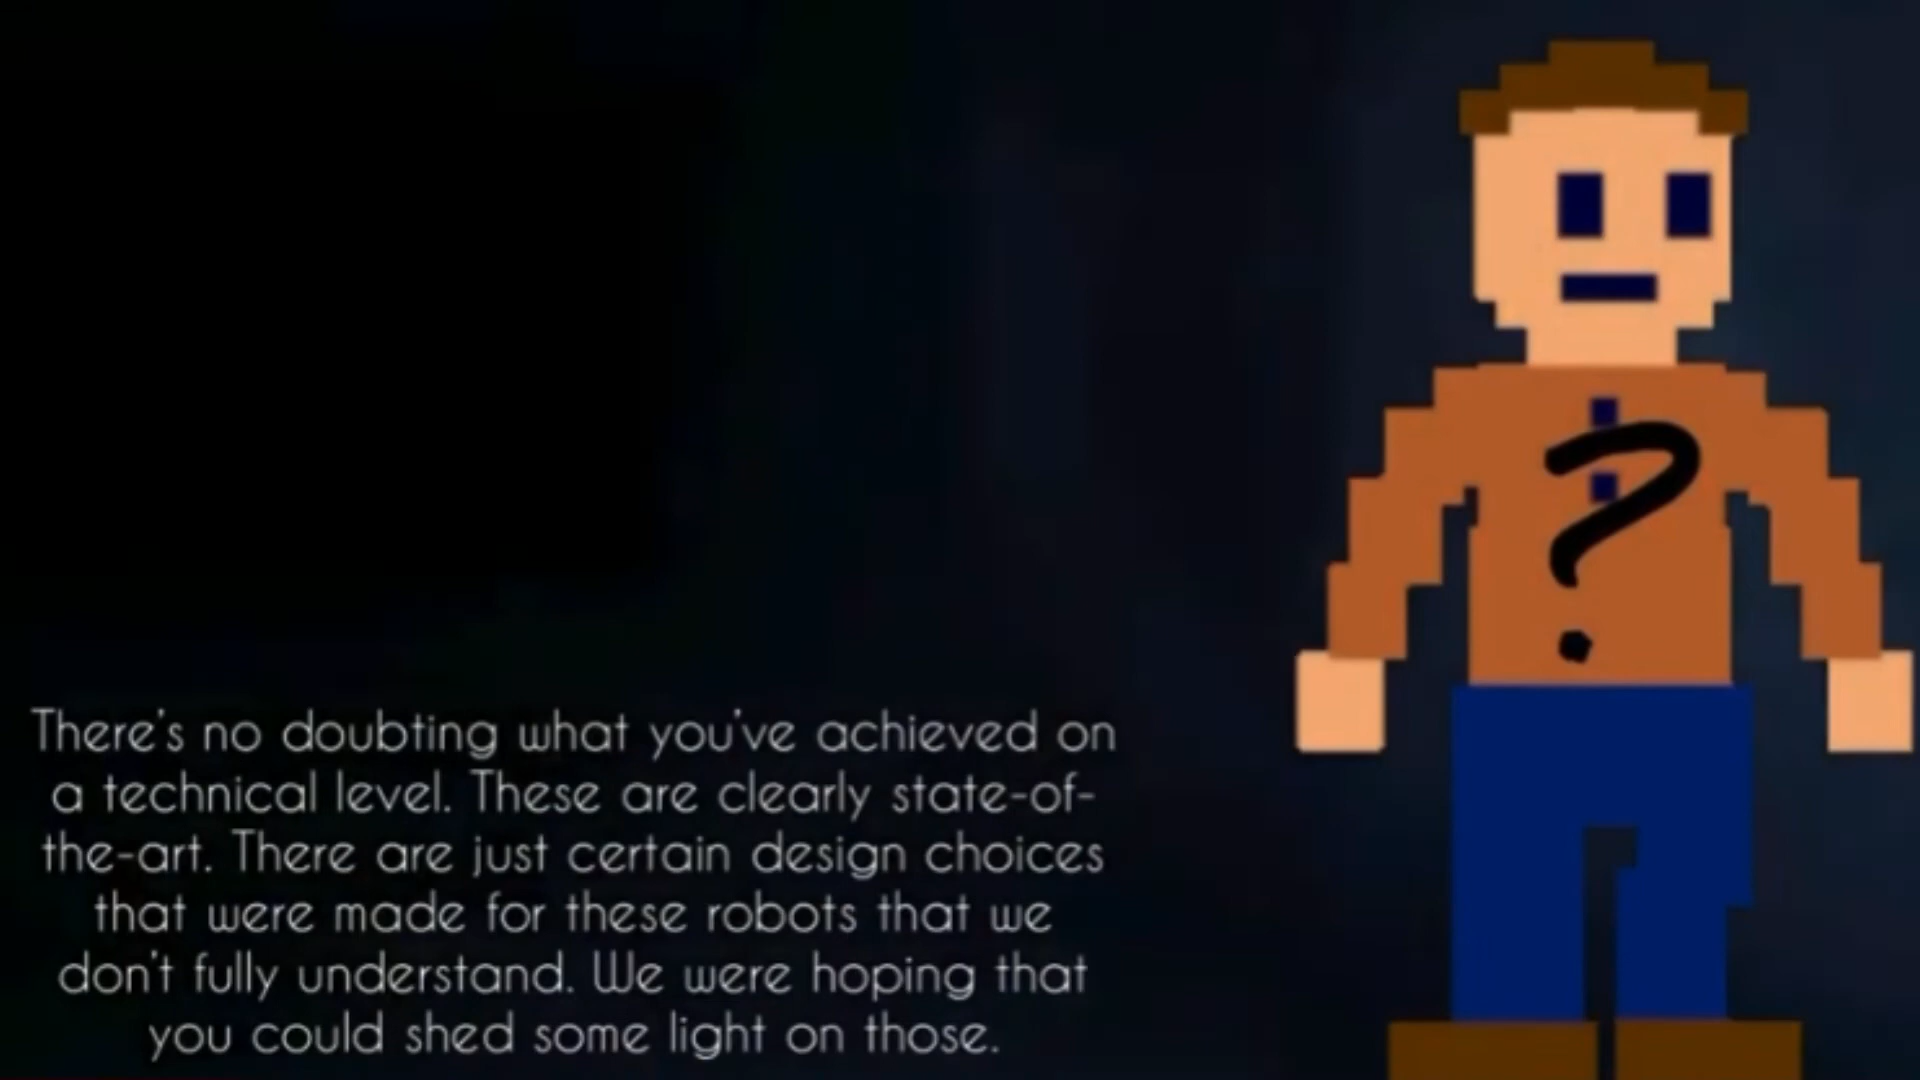 ?
There's no doubting what you've achieved on
a technical level. These are clearly state-of-
the-art. There are just certain design choices
that were made for these robots that we
don't fully understand. We were hoping that
you could shed some light on those.